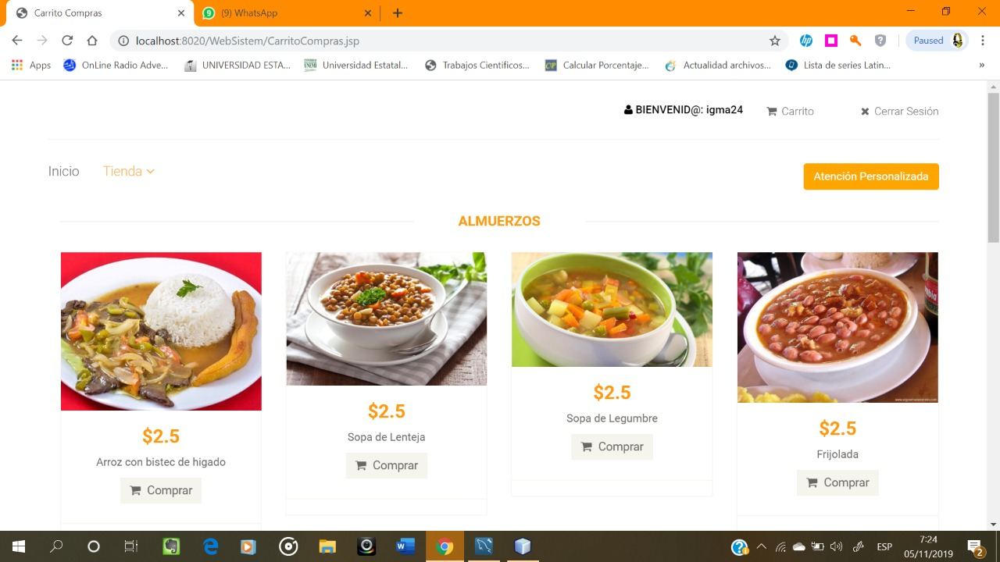 Carrito Compras
(9) WhatsApp
localhost:8020/WebSistem/CarritoCompras.jsp
Paused
Apps
OnLine Radio Adve...
UNIVERSIDAD ESTA...
Universidad Estatal...
Trabajos Cientificos...
Calcular Porcentaje...
Actualidad archivos...
Lista de series Latin...
»
BIENVENID@: igma24
Carrito
Cerrar Sesión
Inicio
Tienda
Atención Personalizada
ALMUERZOS
$2.5
Arroz con bistec de higado
Comprar
$2.5
Sopa de Lenteja
Comprar
$2.5
Sopa de Legumbre
Comprar
$2.5
Frijolada
Comprar
ESP
7:24
05/11/2019
2